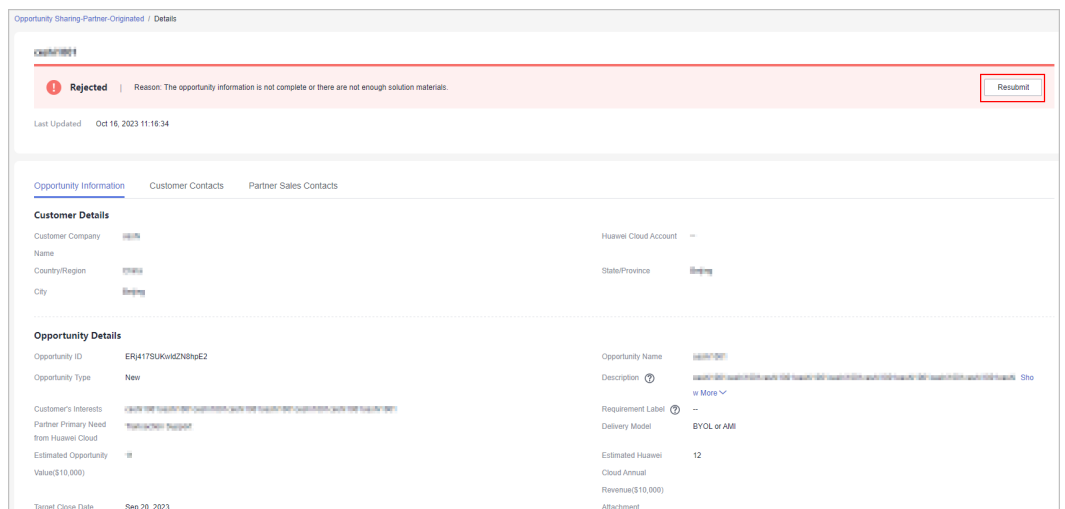 Opportunity Sharing-Partner-Originated / Details
Rejected | Reason: The opportunity information is not complete or there are not enough solution materials.
Resubmit
Last Updated Oct 16, 2023 11:16:34
Opportunity Information Customer Contacts Partner Sales Contacts
Customer Details
Customer Company Name
Huawei Cloud Account --
Country/Region
State/Province
City
Opportunity Details
Opportunity ID ERj417SUKwIdZN8hpE2
Opportunity Name
Opportunity Type New
Description
Sho
w More
Customer's Interests
Requirement Label --
Partner Primary Need
from Huawei Cloud
Delivery Model BYOL or AMI
Estimated Opportunity
Value($10,000)
Estimated Huawei 12
Cloud Annual
Revenue($10,000)
Target Close Date Sep 20, 2023
Attachment